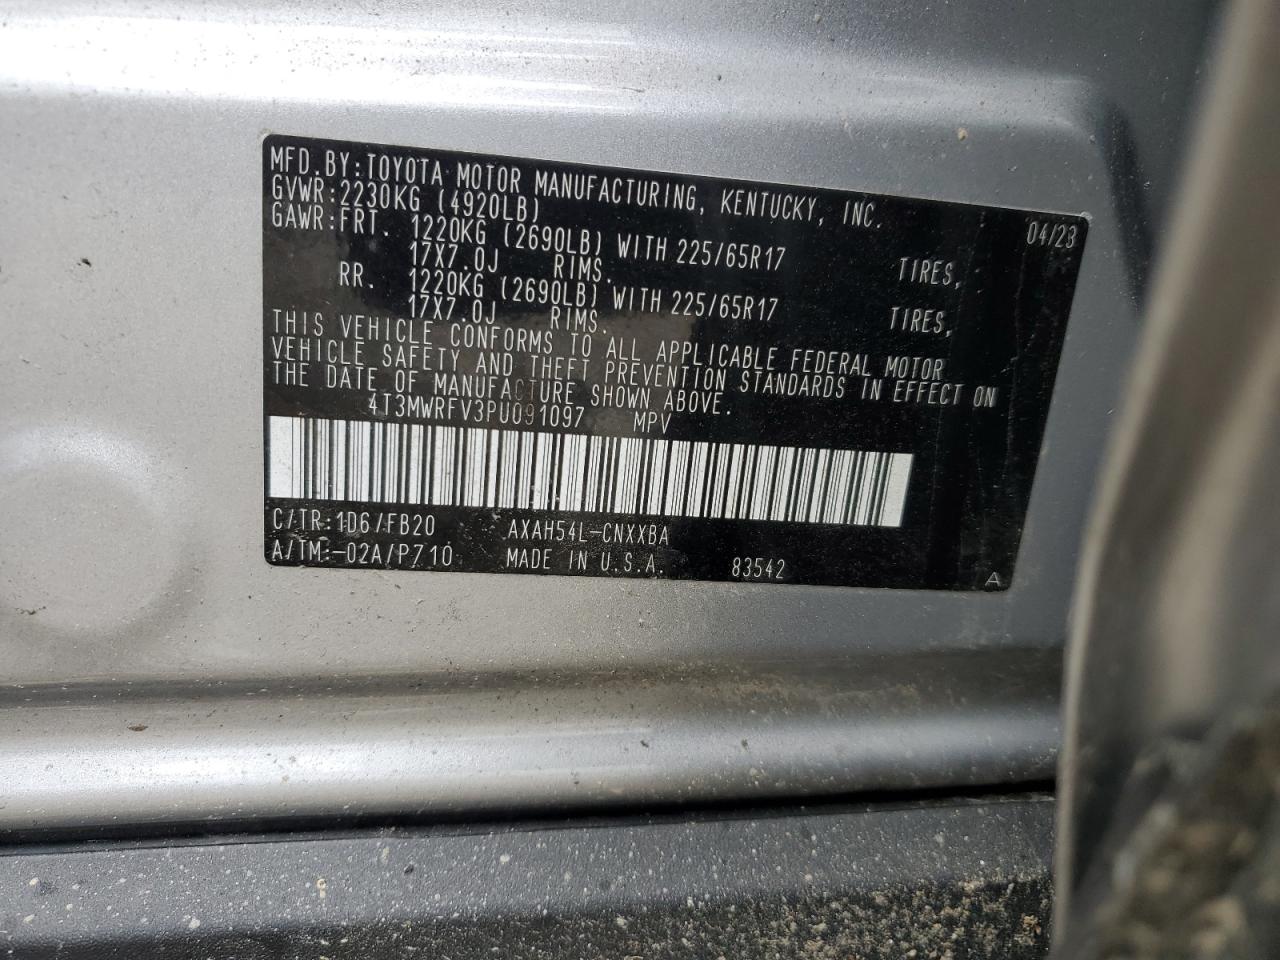 MFD.BY:TOYOTA MOTOR MANUFACTURING, KENTUCKY, INC.
GVWR:2230KG (4920LB) 04/23
GAWR:FRT. 1220KG (2690LB) WITH 225/65R17 TIRES,
17X7.0J RIMS.
RR. 1220KG (2690LB) WITH 225/65R17 TIRES,
17X7.0J RIMS.
THIS VEHICLE CONFORMS TO ALL APPLICABLE FEDERAL MOTOR
VEHICLE SAFETY AND THEFT PREVENTION STANDARDS IN EFFECT ON
THE DATE OF MANUFACTURE SHOWN ABOVE.
4T3MWRFV3PU091097 MPV
C/TR:1D6/FB20 AXAH54L-CNXXBA
A/TM:-02A/P710 MADE IN U.S.A. 83542 A